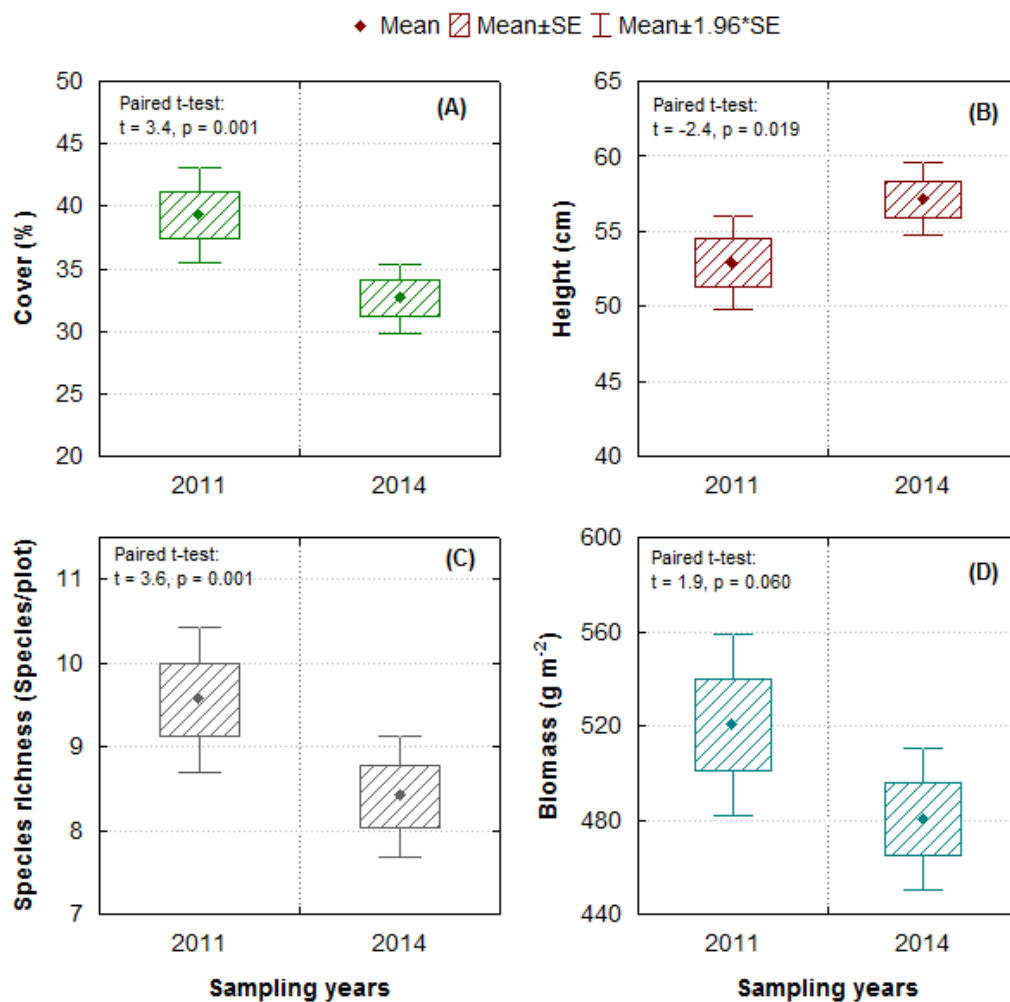 Mean Mean±SE Mean±1.96*SE
50
45
40
35
30
25
20
Cover (%)
Paired t-test:
t = 3.4, p = 0.001
(A)
2011 2014
65
60
55
50
45
40
Height (cm)
Paired t-test:
t = -2.4, p = 0.019
(B)
2011 2014
11
10
9
8
7
Species richness (Specles/plot)
Paired t-test:
t = 3.6, p = 0.001
(C)
2011 2014
Sampling years
600
560
520
480
440
Biomass (g m⁻²)
Paired t-test:
t = 1.9, p = 0.060
(D)
2011 2014
Sampling years